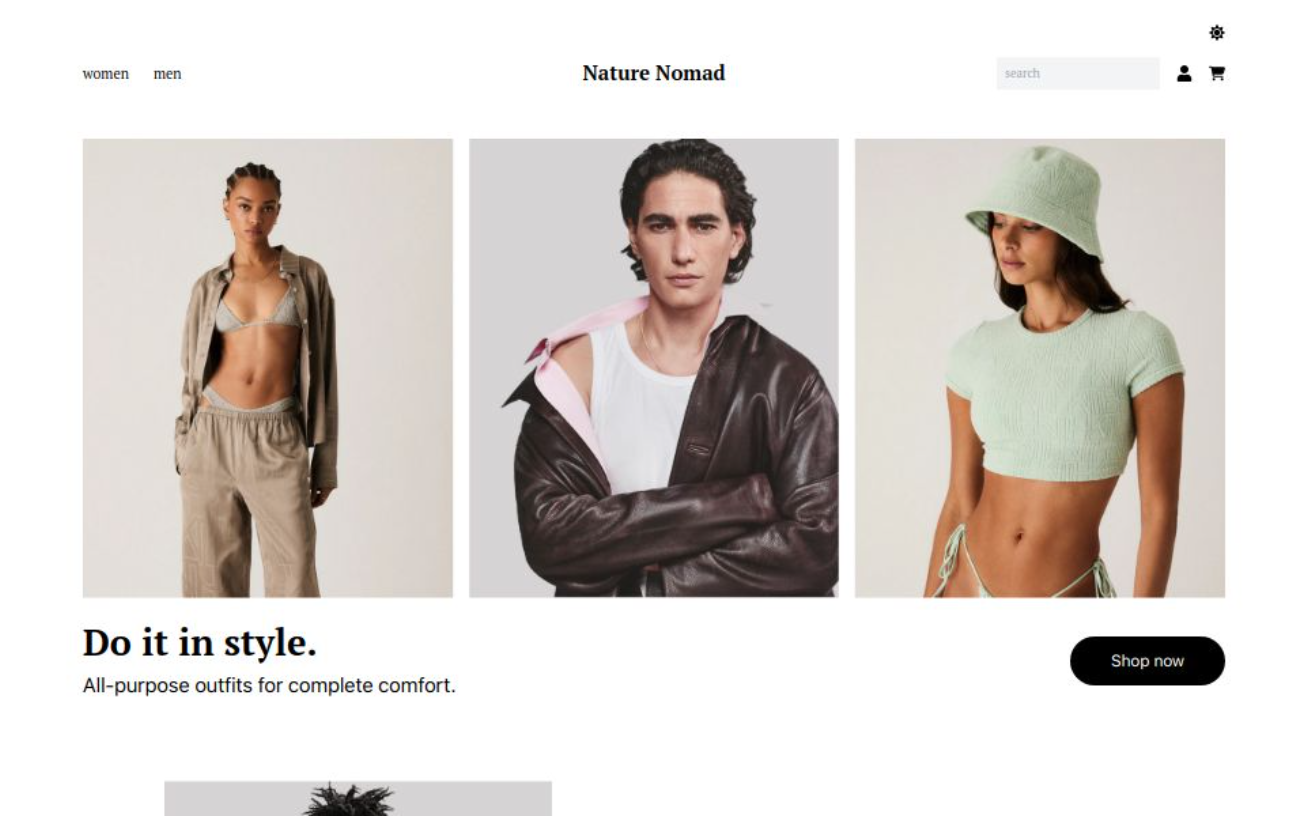 women men
Nature Nomad
search
Do it in style.
All-purpose outfits for complete comfort.
Shop now